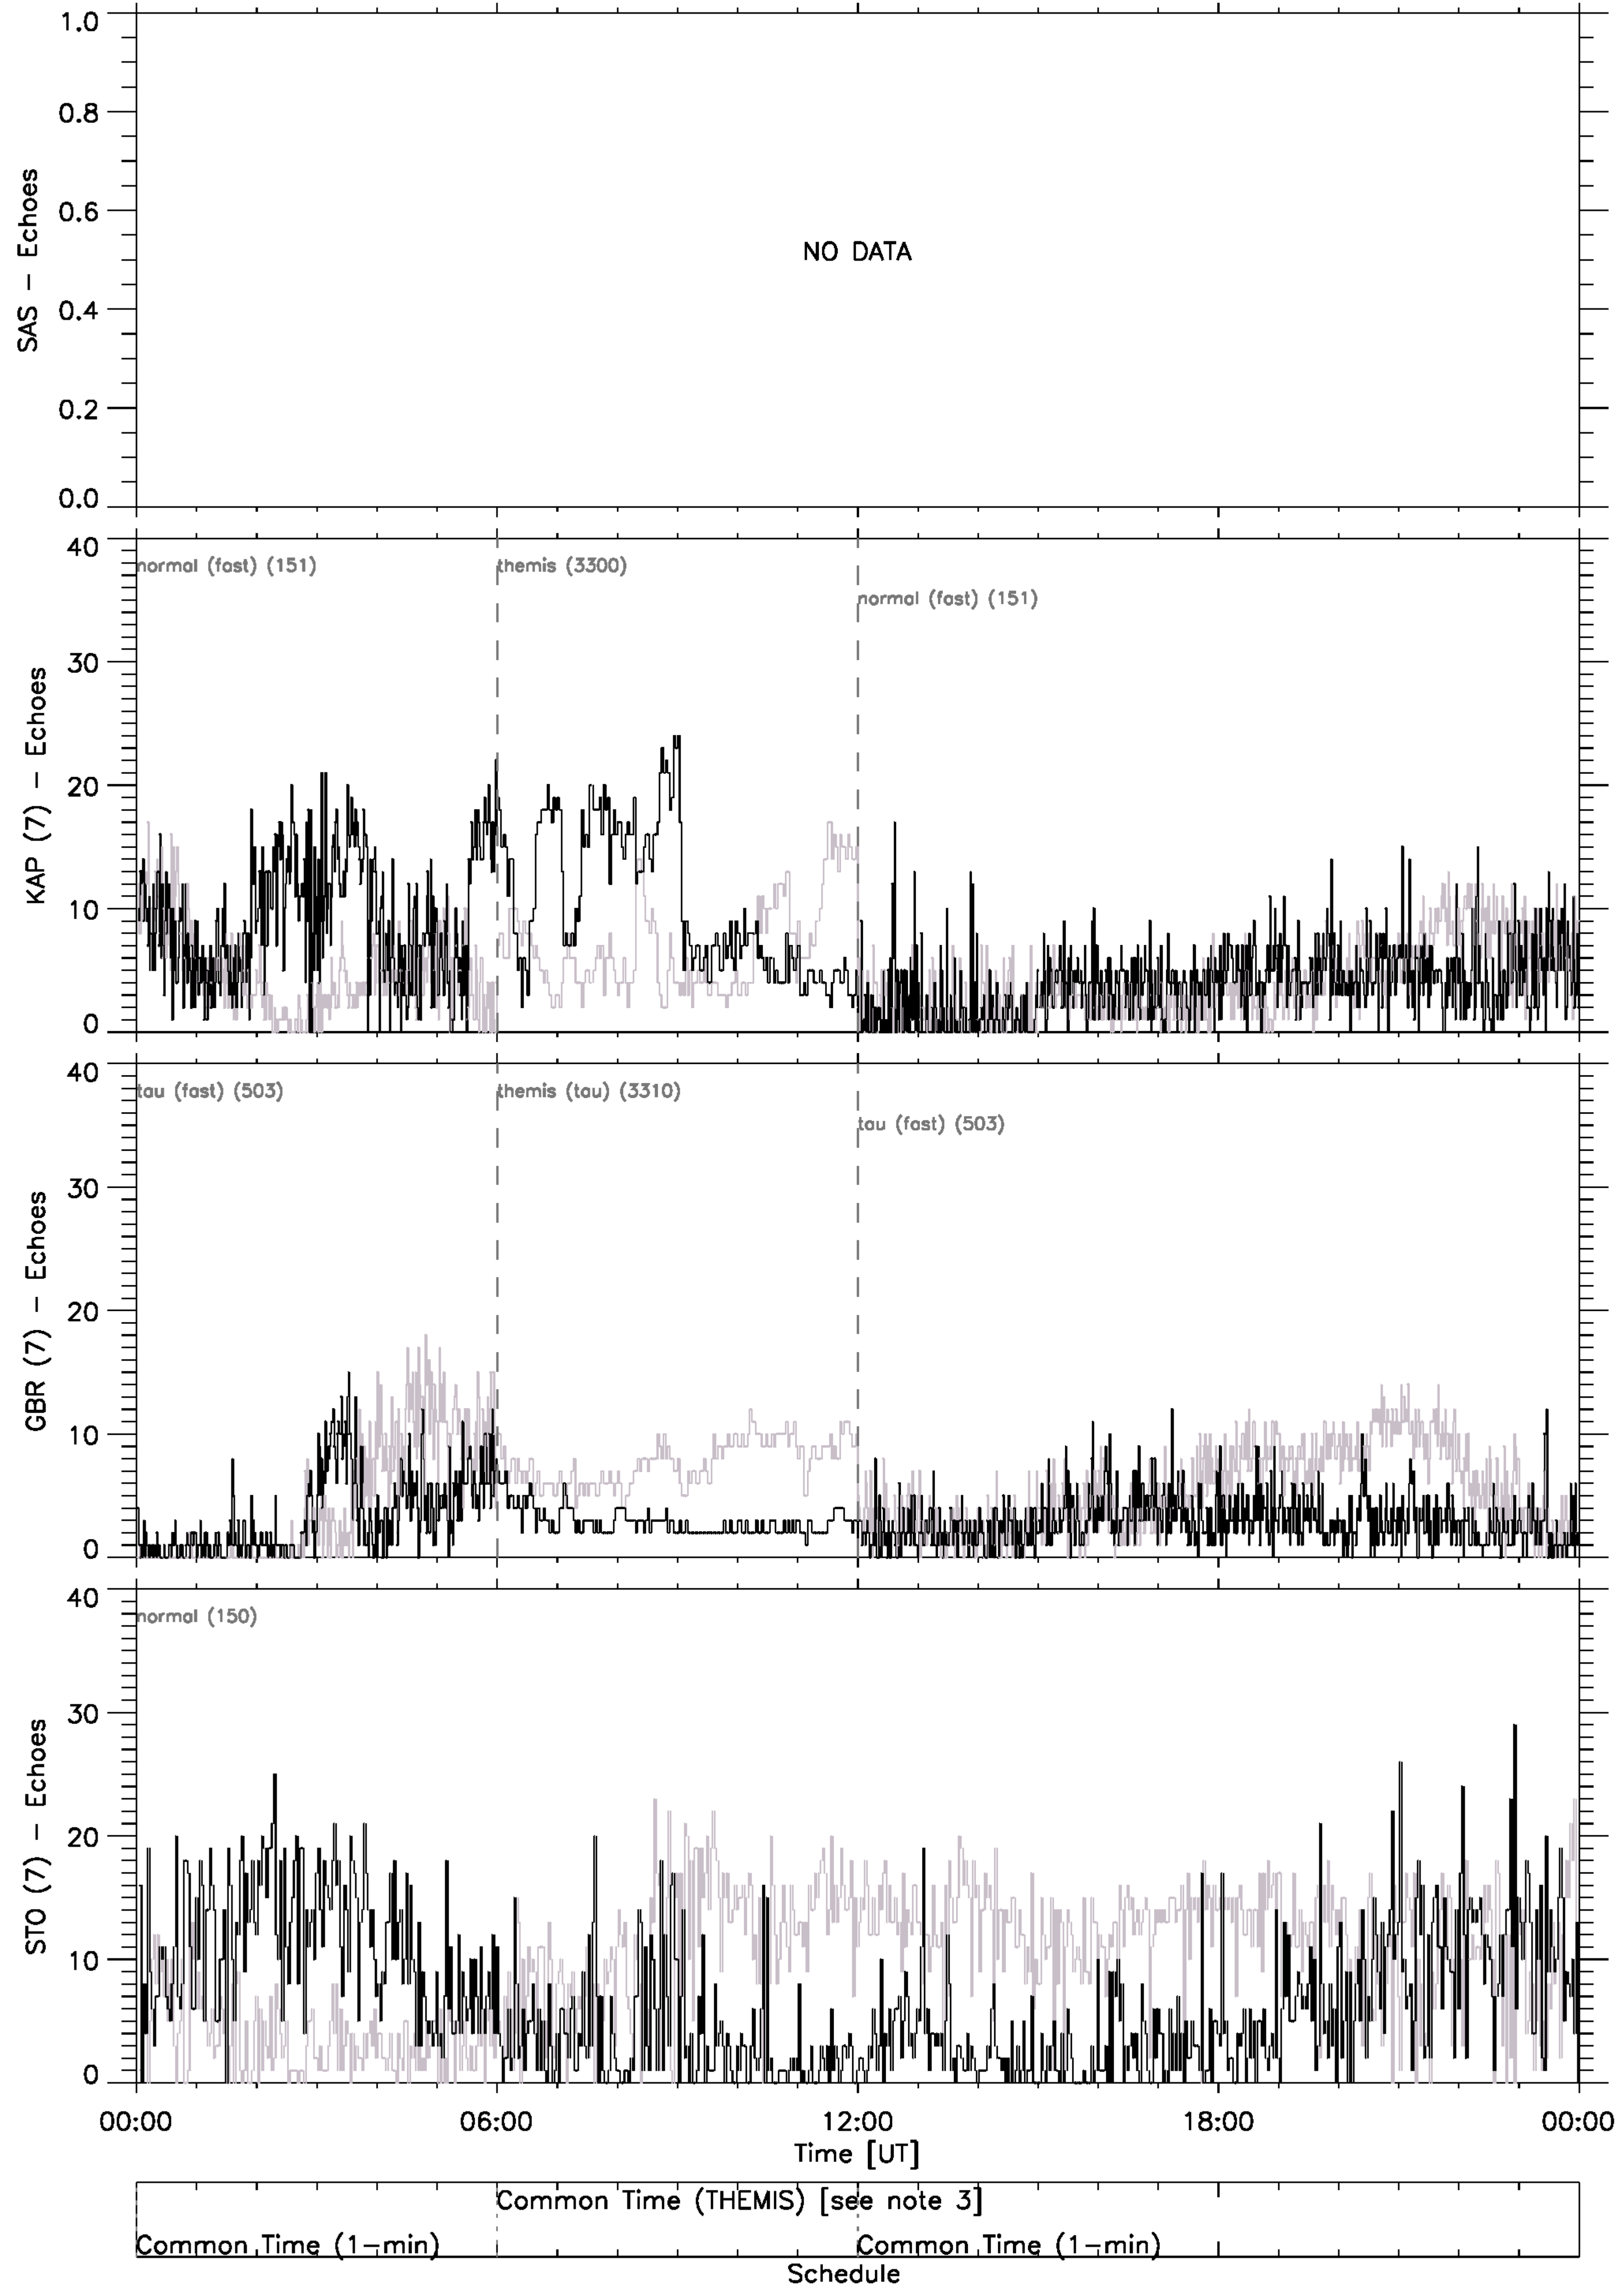 SAS – Echoes
1.0
0.8
0.6
0.4
0.2
0.0
NO DATA
KAP (7) – Echoes
40
30
20
10
0
normal (fast) (151)
themis (3300)
normal (fast) (151)
GBR (7) – Echoes
40
30
20
10
0
tau (fast) (503)
themis (tau) (3310)
tau (fast) (503)
STO (7) – Echoes
40
30
20
10
0
normal (150)
00:00 06:00 12:00 18:00 00:00
Time [UT]
Common Time (THEMIS) [see note 3]
Common Time (1–min) Common Time (1–min)
Schedule